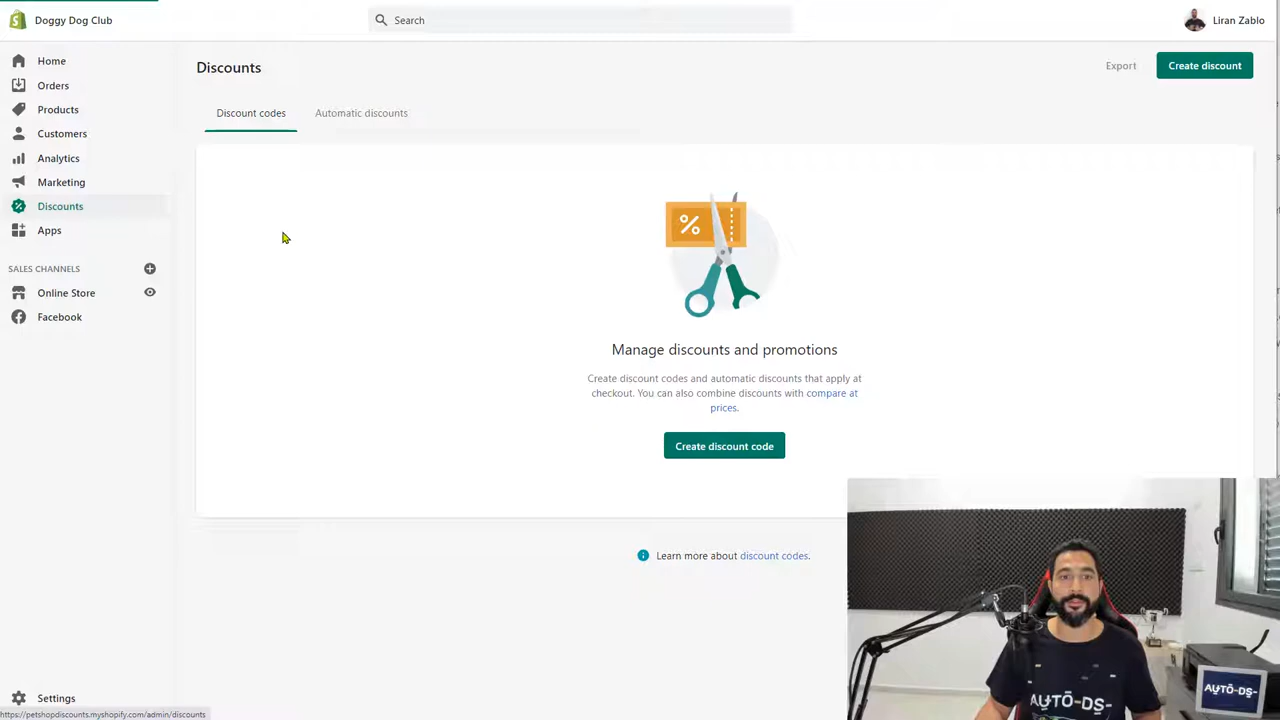 Doggy Dog Club
Search
Liran Zablo
Home
Orders
Products
Customers
Analytics
Marketing
Discounts
Apps
SALES CHANNELS
Online Store
Facebook
Settings
https://petshopdiscounts.myshopify.com/admin/discounts
Discounts
Export
Create discount
Discount codes
Automatic discounts
%
Manage discounts and promotions
Create discount codes and automatic discounts that apply at
checkout. You can also combine discounts with compare at
prices.
Create discount code
Learn more about discount codes.
AUTO-DS-
AUTO-DS-